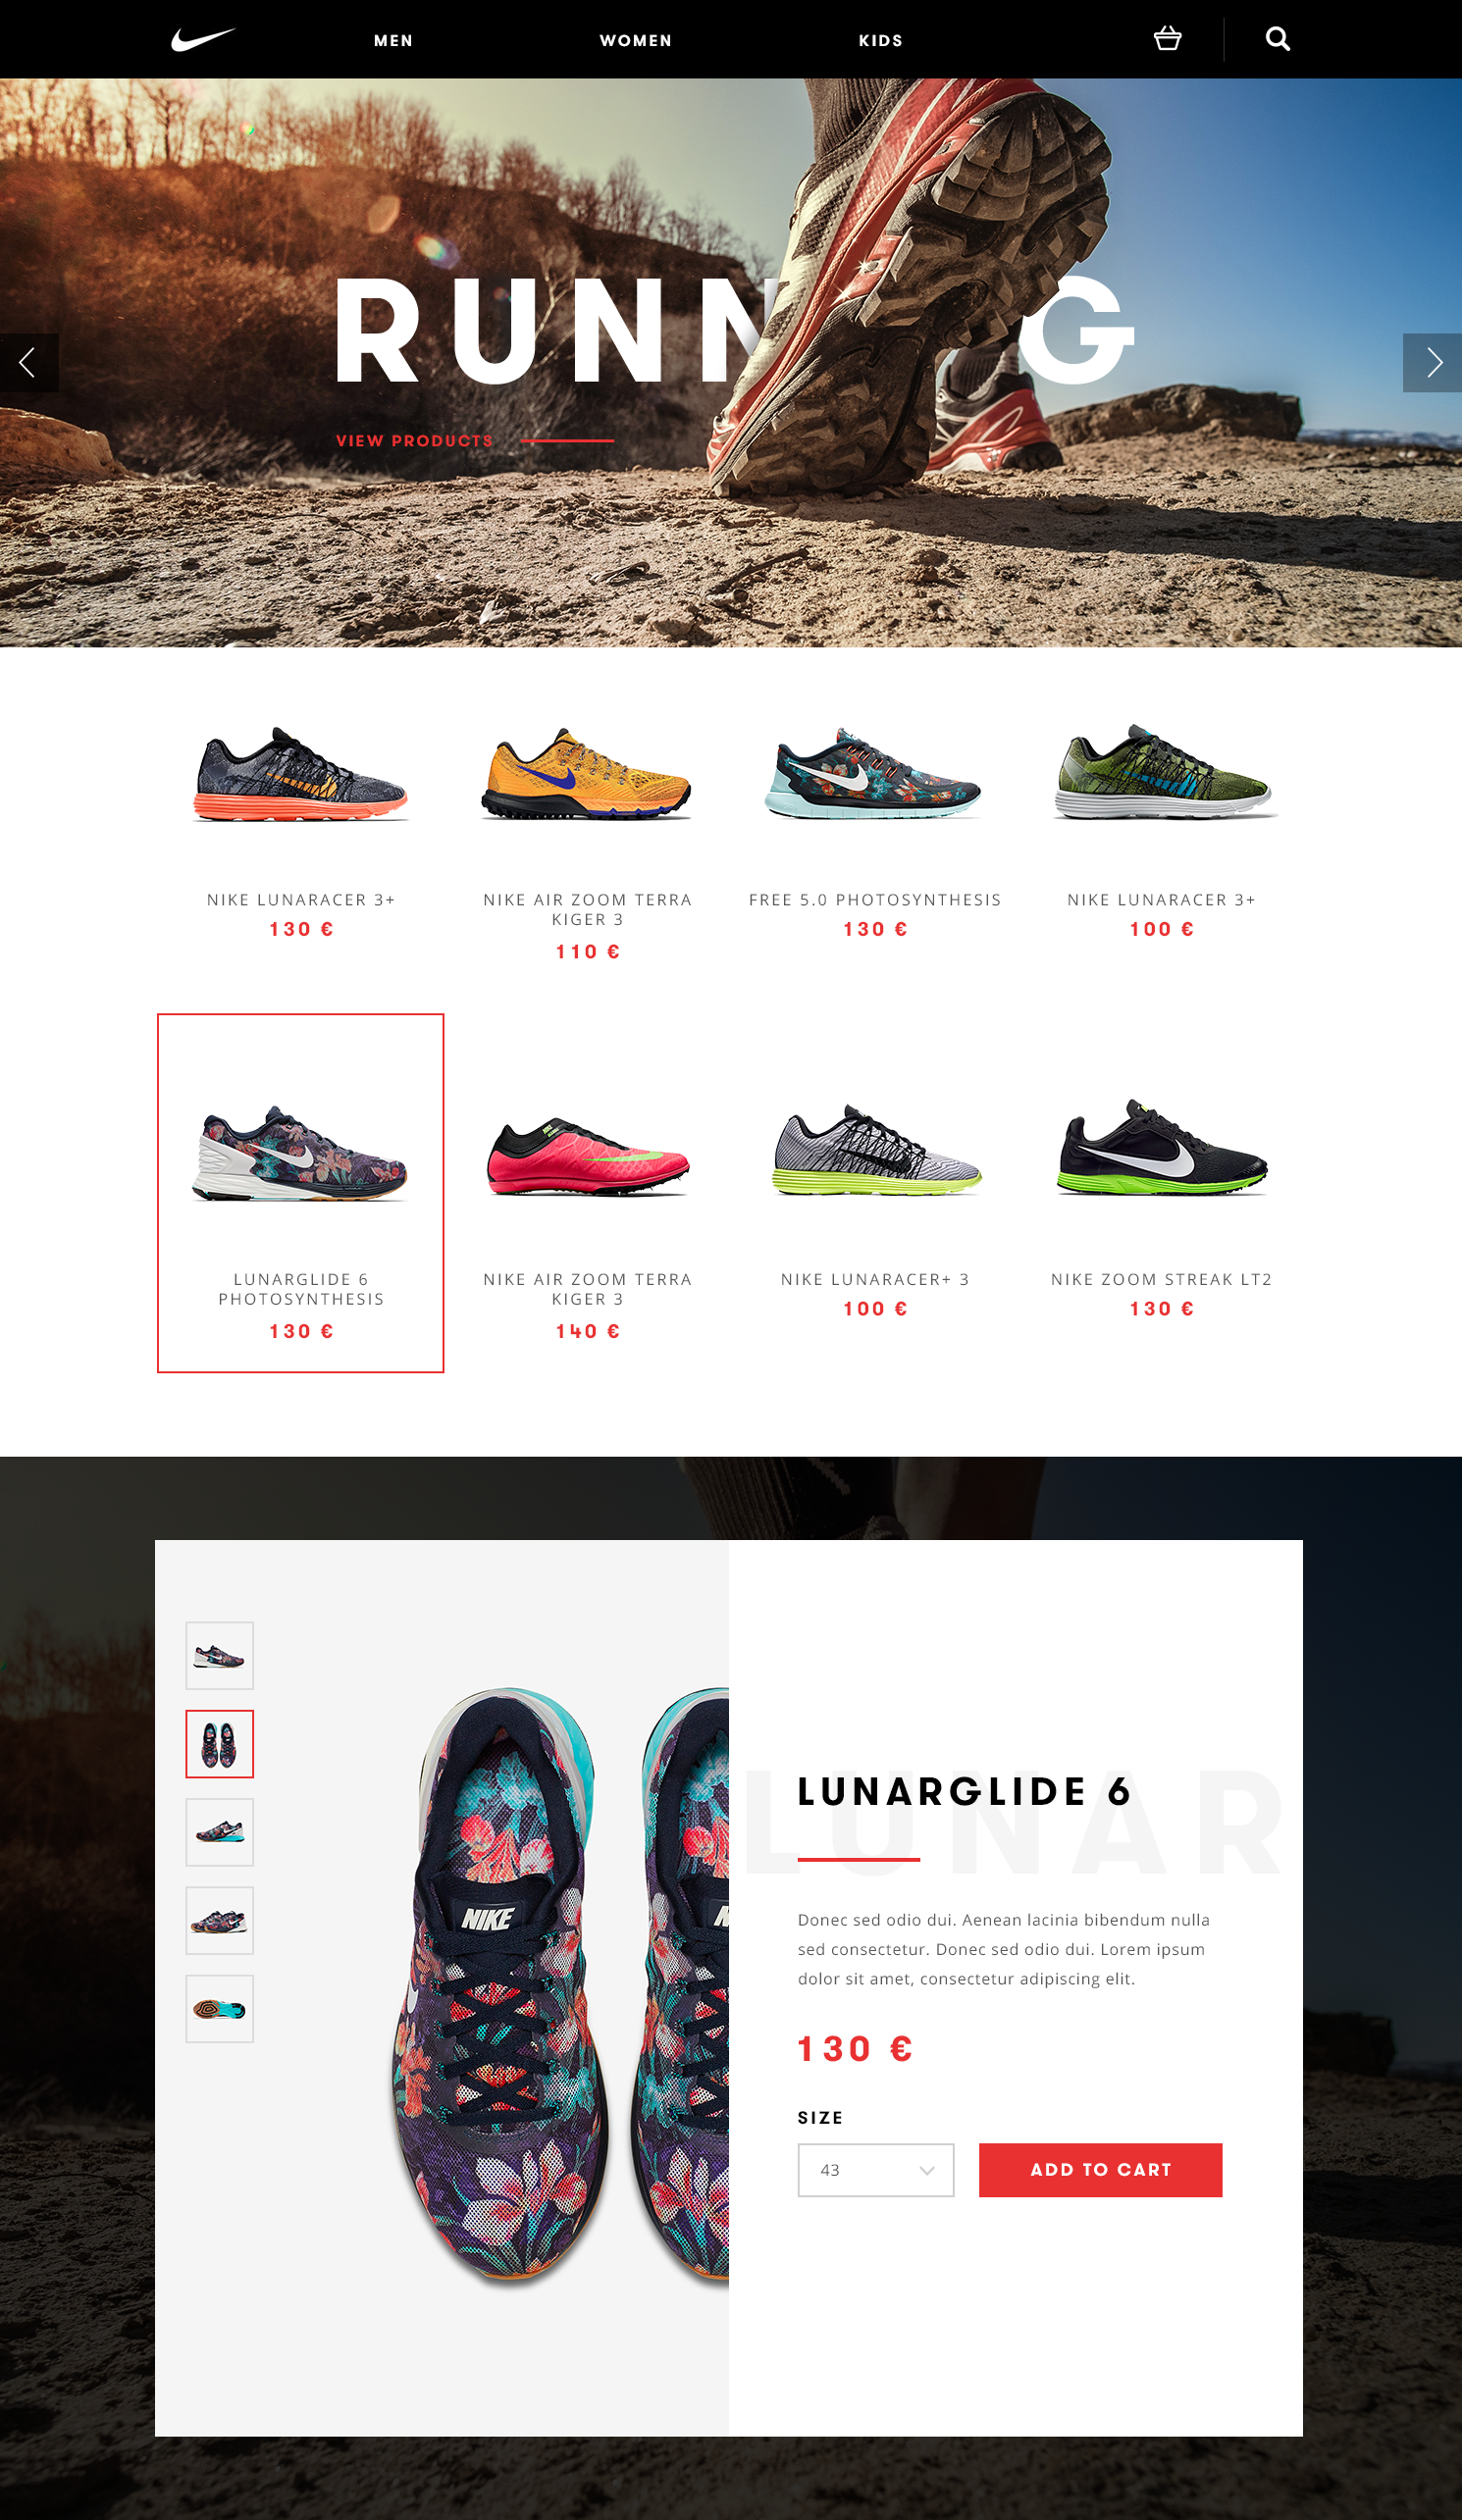 MEN
WOMEN
KIDS
RUNNING
VIEW PRODUCTS
NIKE LUNARACER 3+
130 €
NIKE AIR ZOOM TERRA
KIGER 3
110 €
FREE 5.0 PHOTOSYNTHESIS
130 €
NIKE LUNARACER 3+
100 €
LUNARGLIDE 6
PHOTOSYNTHESIS
130 €
NIKE AIR ZOOM TERRA
KIGER 3
140 €
NIKE LUNARACER+ 3
100 €
NIKE ZOOM STREAK LT2
130 €
NIKE
LUNAR
LUNARGLIDE 6
Donec sed odio dui. Aenean lacinia bibendum nulla
sed consectetur. Donec sed odio dui. Lorem ipsum
dolor sit amet, consectetur adipiscing elit.
130 €
SIZE
43
ADD TO CART